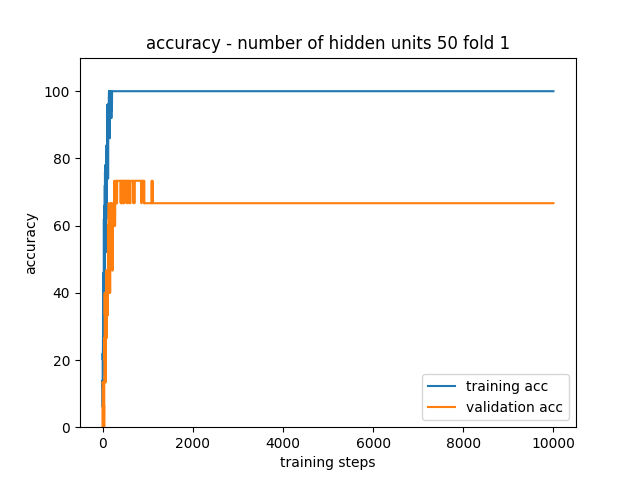 accuracy - number of hidden units 50 fold 1
accuracy
100
80
60
40
20
0
0 2000 4000 6000 8000 10000
training steps
training acc
validation acc